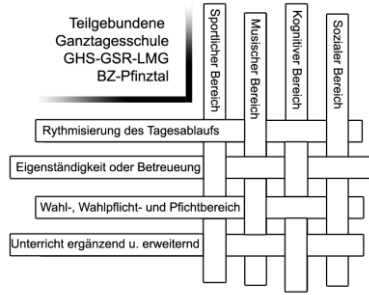 Teilgebundene
Ganztagesschule
GHS-GSR-LMG
BZ-Pfinztal
Sportlicher Bereich
Musischer Bereich
Kognitiver Bereich
Sozialer Bereich
Rythmisierung des Tagesablaufs
Eigenständigkeit oder Betreueung
Wahl-, Wahlpflicht- und Pfichtbereich
Unterricht ergänzend u. erweiternd